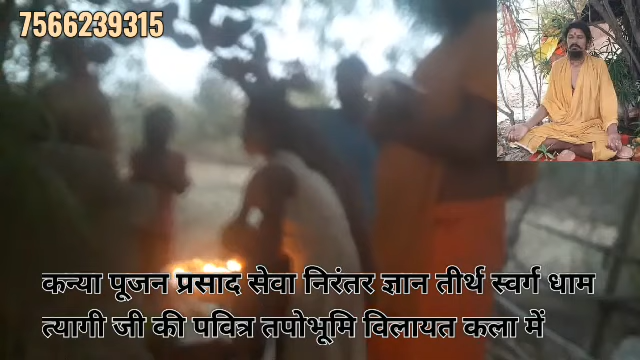 7566239315
कन्या पूजन प्रसाद सेवा निरंतर ज्ञान तीर्थ स्वर्ग धाम
त्यागी जी की पवित्र तपोभूमि विलायत कला में